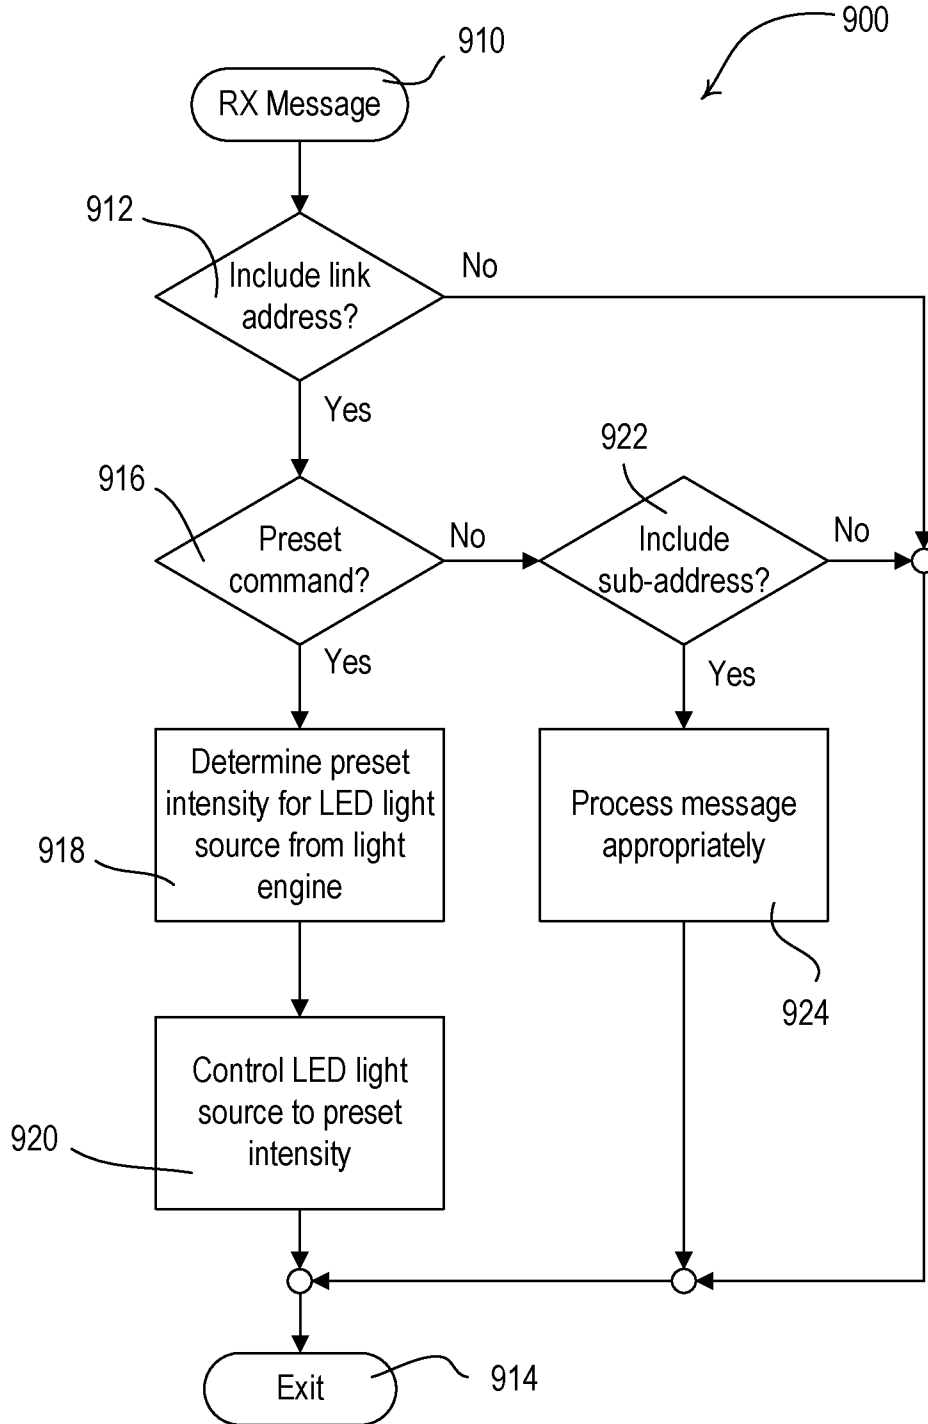 900
910
RX Message
912
Include link
address?
No
Yes
916
Preset
command?
No
922
Include
sub-address?
No
Yes
Yes
918
Determine preset
intensity for LED light
source from light
engine
Process message
appropriately
924
920
Control LED light
source to preset
intensity
Exit
914